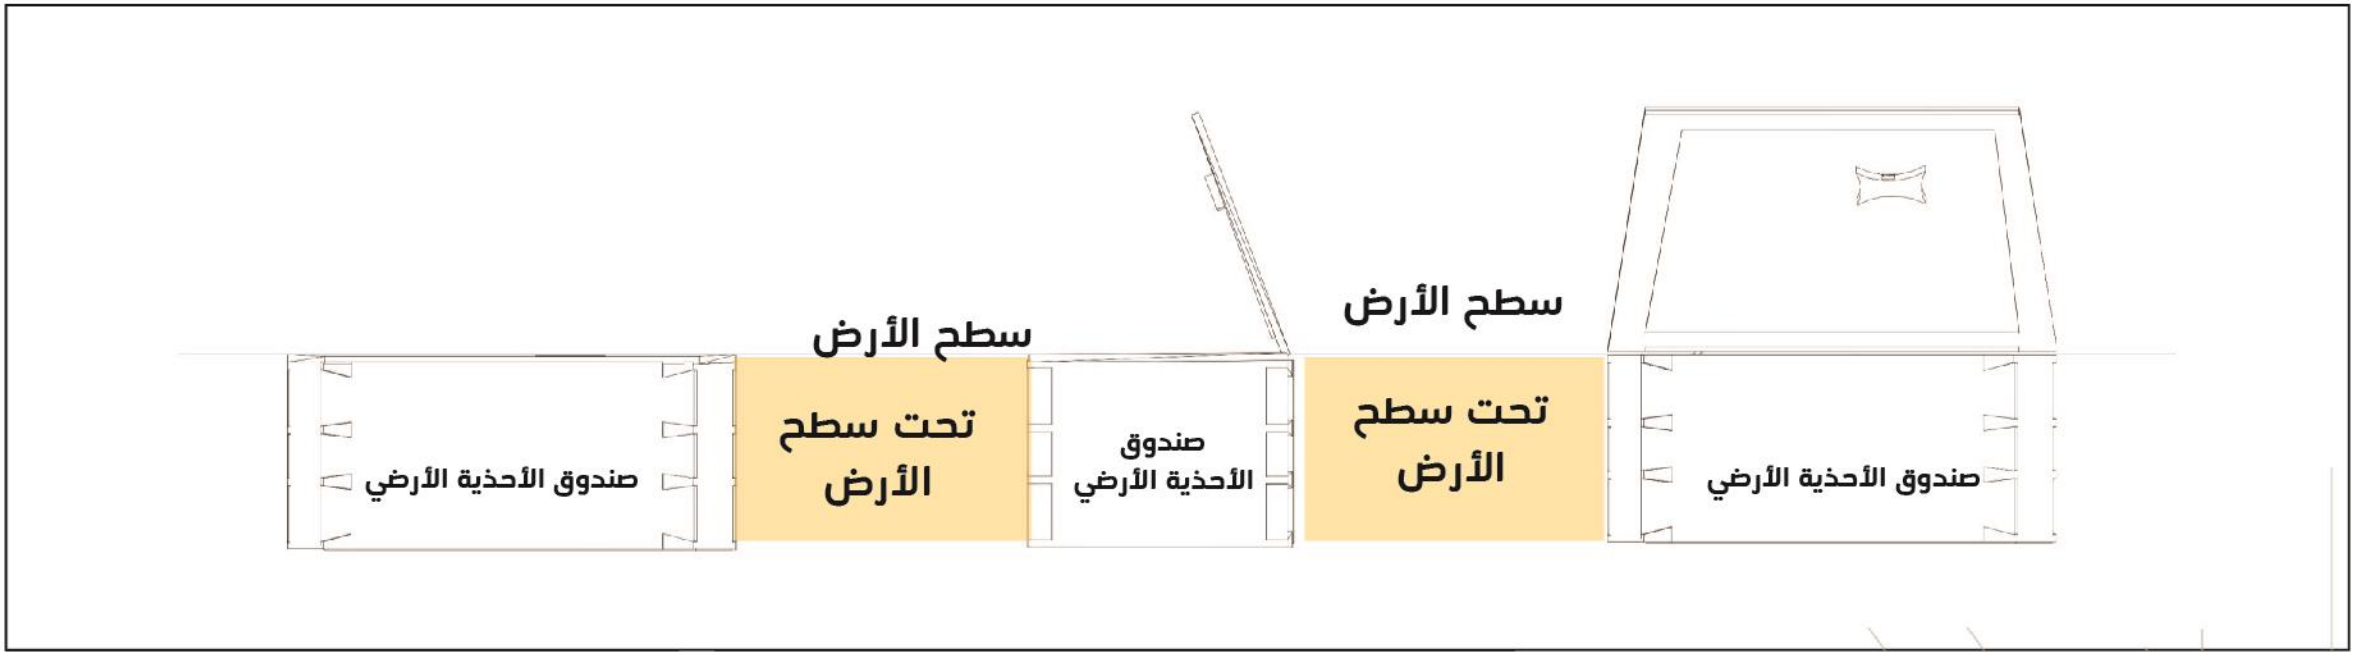 سطح الأرض
سطح الأرض
تحت سطح
الأرض
تحت سطح
الأرض
صندوق الأحذية الأرضي
صندوق
الأحذية الأرضي
صندوق الأحذية الأرضي